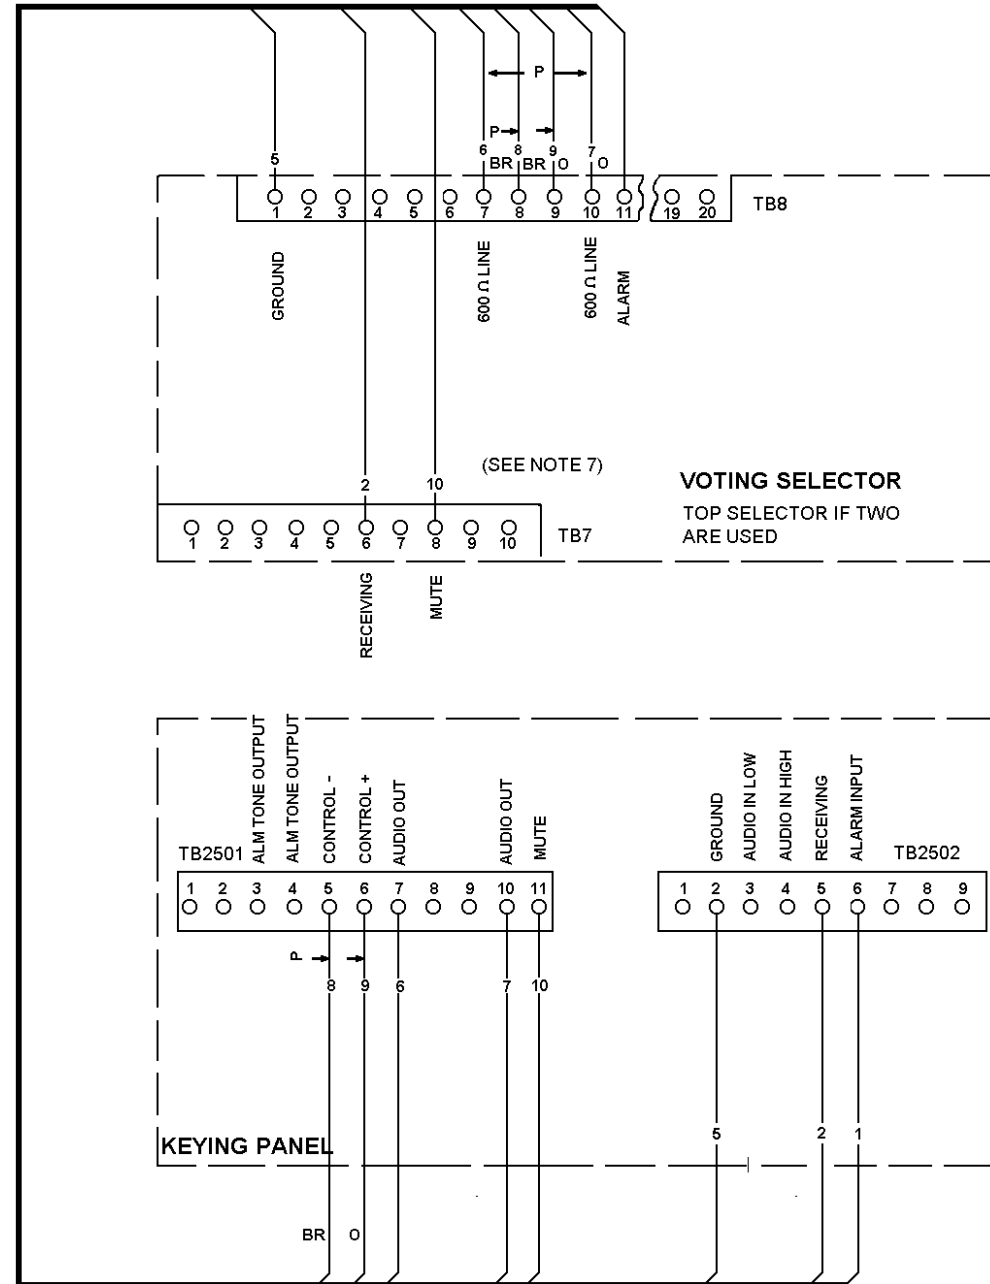 P
P
5
6
8
9
7
BR
BR
O
O
1
2
3
4
5
6
7
8
9
10
11
19
20
TB8
GROUND
600 Ω LINE
600 Ω LINE
ALARM
(SEE NOTE 7)
2
10
VOTING SELECTOR
TOP SELECTOR IF TWO
ARE USED
1
2
3
4
5
6
7
8
9
10
TB7
RECEIVING
MUTE
ALM TONE OUTPUT
ALM TONE OUTPUT
CONTROL -
CONTROL +
AUDIO OUT
AUDIO OUT
MUTE
GROUND
AUDIO IN LOW
AUDIO IN HIGH
RECEIVING
ALARM INPUT
TB2501
TB2502
1
2
3
4
5
6
7
8
9
10
11
1
2
3
4
5
6
7
8
9
P
8
9
6
7
10
5
2
1
KEYING PANEL
BR
O